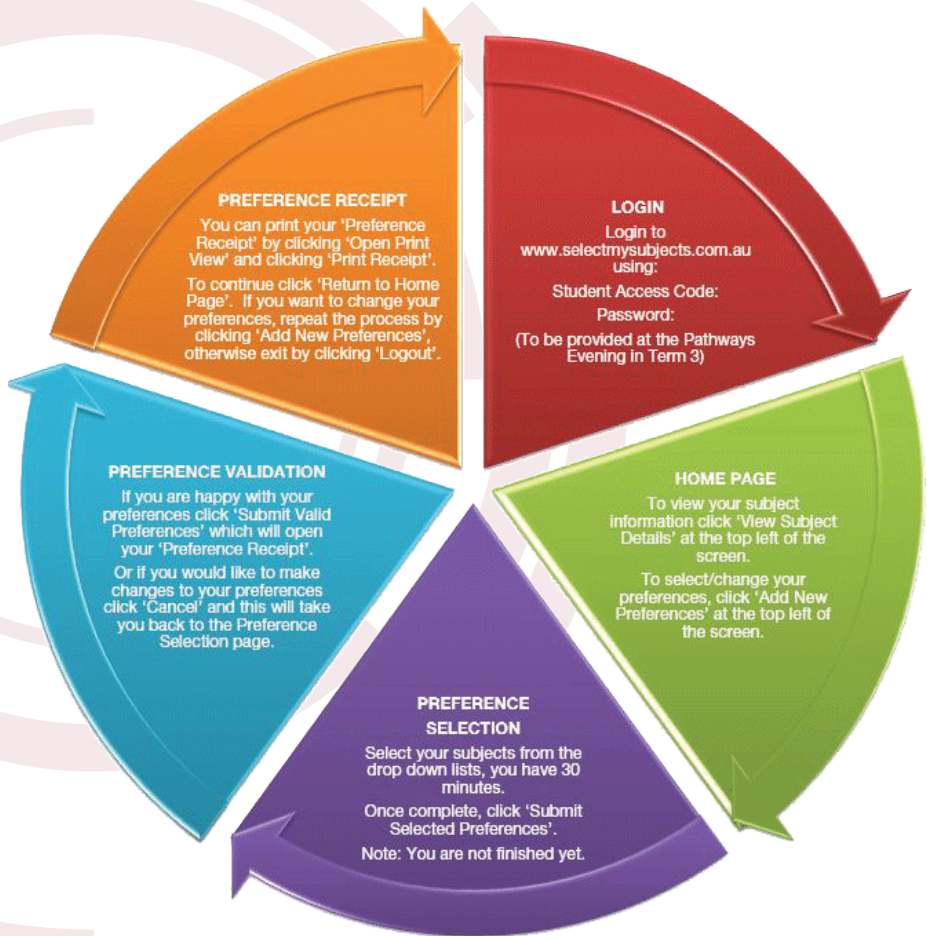 LOGIN
Login to
www.selectmysubjects.com.au
using:
Student Access Code:
Password:
(To be provided at the Pathways
Evening in Term 3)
HOME PAGE
To view your subject
information click ‘View Subject
Details’ at the top left of the
screen.
To select/change your
preferences, click ‘Add New
Preferences’ at the top left of
the screen.
PREFERENCE
SELECTION
Select your subjects from the
drop down lists, you have 30
minutes.
Once complete, click ‘Submit
Selected Preferences’.
Note: You are not finished yet.
PREFERENCE VALIDATION
If you are happy with your
preferences click ‘Submit Valid
Preferences’ which will open
your ‘Preference Receipt’.
Or if you would like to make
changes to your preferences
click ‘Cancel’ and this will take
you back to the Preference
Selection page.
PREFERENCE RECEIPT
You can print your ‘Preference
Receipt’ by clicking ‘Open Print
View’ and clicking ‘Print Receipt’.
To continue click ‘Return to Home
Page’.  If you want to change your
preferences, repeat the process by
clicking ‘Add New Preferences’,
otherwise exit by clicking ‘Logout’.